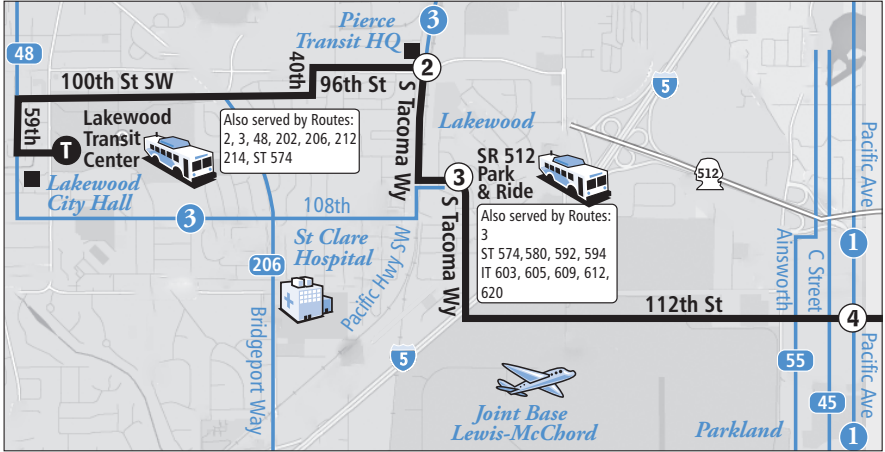 Pierce
Transit HQ
3
48
100th St SW
40th
96th St
2
5
59th
Lakewood
Transit
Center
T
Also served by Routes:
2, 3, 48, 202, 206, 212
214, ST 574
S Tacoma Wy
Lakewood
Pacific Ave
Lakewood
City Hall
3
108th
3
SR 512
Park
& Ride
512
Also served by Routes:
3
ST 574,580, 592, 594
IT 603, 605, 609, 612,
620
St Clare
Hospital
206
Pacific Hwy SW
S Tacoma Wy
Ainsworth
C Street
1
112th St
4
Bridgeport Way
5
55
45
Pacific Ave
1
Joint Base
Lewis-McChord
Parkland